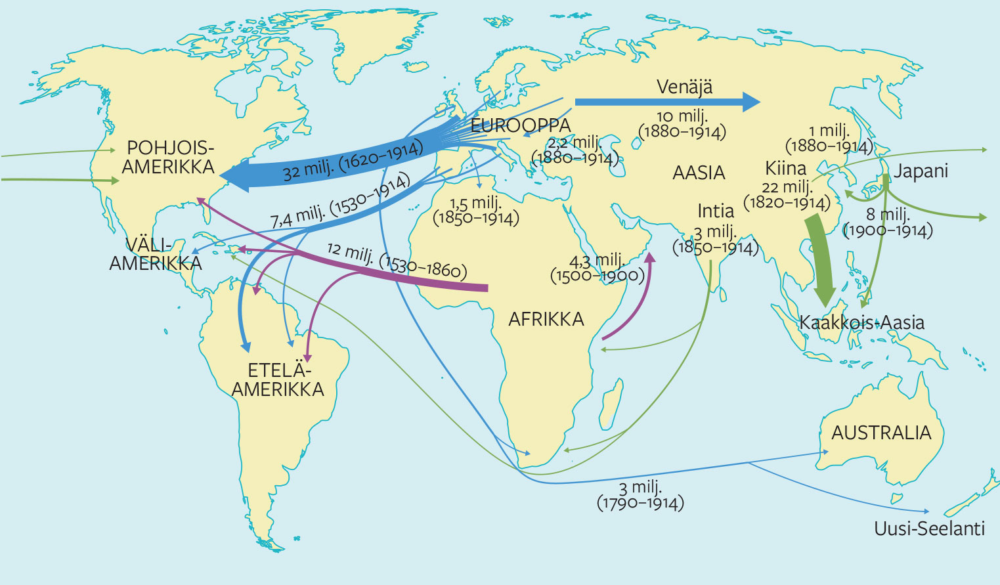 Venäjä
10 milj.
(1880–1914)
EUROOPPA
2,2 milj.
(1880–1914)
1 milj.
(1880–1914)
POHJOIS-
AMERIKKA
32 milj. (1620–1914)
AASIA
Kiina
22 milj.
(1820–1914)
Japani
7,4 milj. (1530–1914)
1,5 milj.
(1850–1914)
Intia
3 milj.
(1850–1914)
8 milj.
(1900–1914)
VÄLI-
AMERIKKA
12 milj. (1530–1860)
4,3 milj.
(1500–1900)
AFRIKKA
Kaakkois-Aasia
ETELÄ-
AMERIKKA
AUSTRALIA
3 milj.
(1790–1914)
Uusi-Seelanti